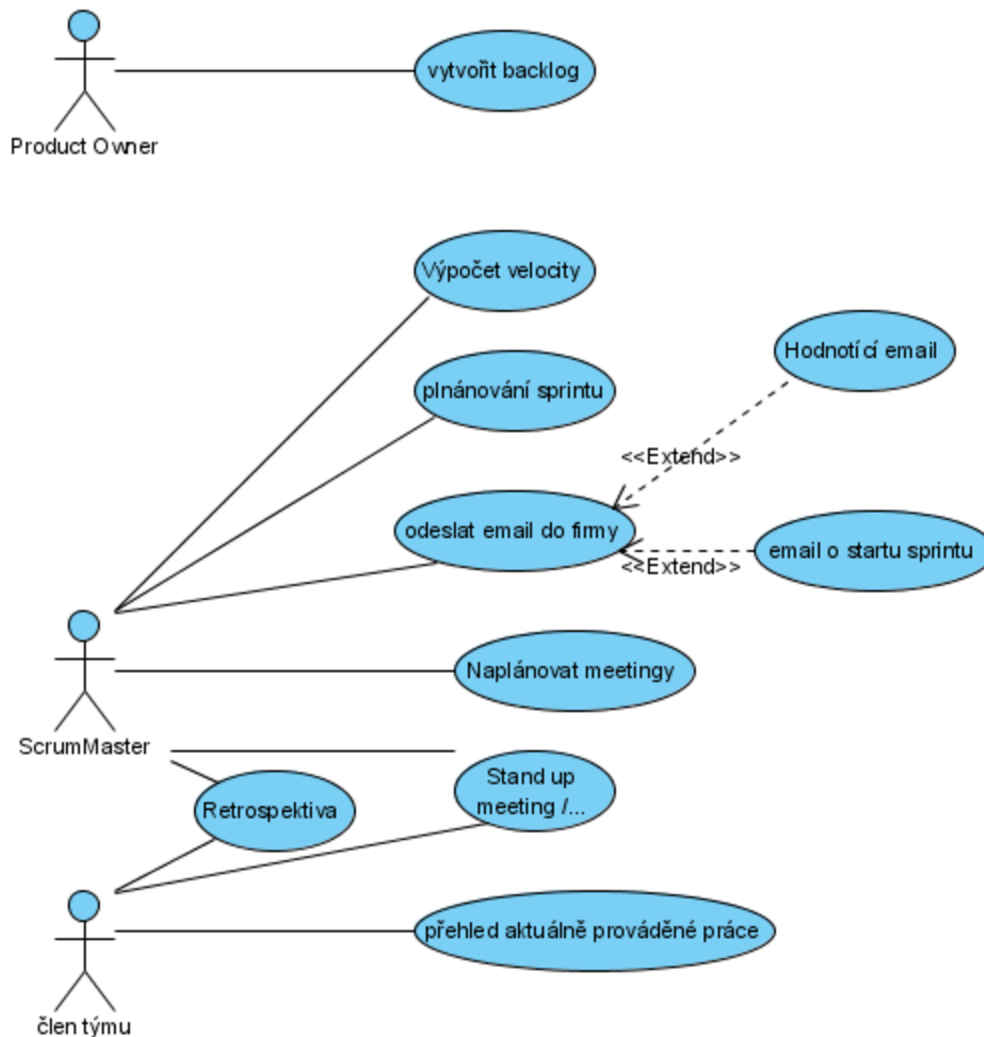 vytvořit backlog
Product Owner
Výpočet velocity
Hodnotící email
plnánování sprintu
<<Extend>>
odeslat email do firmy
email o startu sprintu
<<Extend>>
Naplánovat meetingy
ScrumMaster
Stand up
meeting /...
Retrospektiva
přehled aktuálně prováděné práce
člen týmu